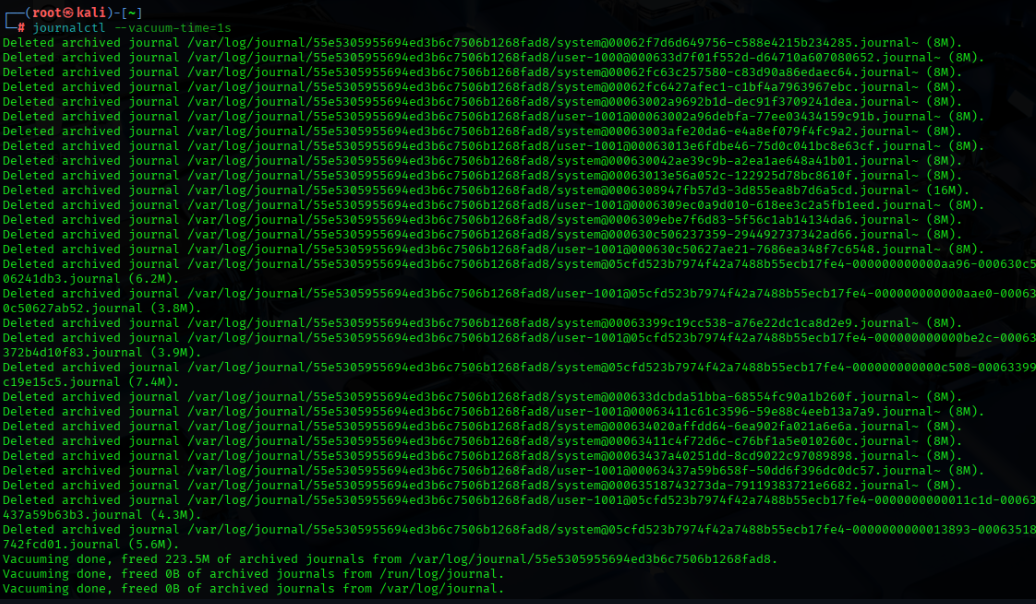 ┌──(root㉿kali)-[~]
└─# journalctl --vacuum-time=1s
Deleted archived journal /var/log/journal/55e5305955694ed3b6c7506b1268fad8/system@00062f7d6d649756-c588e4215b234285.journal~ (8M).
Deleted archived journal /var/log/journal/55e5305955694ed3b6c7506b1268fad8/user-1000@000633d7f01f552d-d64710a607080652.journal~ (8M).
Deleted archived journal /var/log/journal/55e5305955694ed3b6c7506b1268fad8/system@00062fc63c257580-c83d90a86edaec64.journal~ (8M).
Deleted archived journal /var/log/journal/55e5305955694ed3b6c7506b1268fad8/user-1001@00062fc6427afec1-c1bf4a7963967ebc.journal~ (8M).
Deleted archived journal /var/log/journal/55e5305955694ed3b6c7506b1268fad8/system@00063002a9692b1d-dec91f3709241dea.journal~ (8M).
Deleted archived journal /var/log/journal/55e5305955694ed3b6c7506b1268fad8/user-1001@00063002a96debfa-77ee03434159c91b.journal~ (8M).
Deleted archived journal /var/log/journal/55e5305955694ed3b6c7506b1268fad8/system@00063003afe20da6-e4a8ef079f4fc9a2.journal~ (8M).
Deleted archived journal /var/log/journal/55e5305955694ed3b6c7506b1268fad8/user-1001@00063013e6fdbe46-75d0c041bc8e63cf.journal~ (8M).
Deleted archived journal /var/log/journal/55e5305955694ed3b6c7506b1268fad8/system@000630042ae39c9b-a2ea1ae648a41b01.journal~ (8M).
Deleted archived journal /var/log/journal/55e5305955694ed3b6c7506b1268fad8/system@00063013e56a052c-122925d78bc8610f.journal~ (8M).
Deleted archived journal /var/log/journal/55e5305955694ed3b6c7506b1268fad8/system@0006308947fb57d3-3d855ea8b7d6a5cd.journal~ (16M).
Deleted archived journal /var/log/journal/55e5305955694ed3b6c7506b1268fad8/user-1001@0006309ec0a9d010-618ee3c2a5fb1eed.journal~ (8M).
Deleted archived journal /var/log/journal/55e5305955694ed3b6c7506b1268fad8/system@0006309ebe7f6d83-5f56c1ab14134da6.journal~ (8M).
Deleted archived journal /var/log/journal/55e5305955694ed3b6c7506b1268fad8/system@000630c506237359-294492737342ad66.journal~ (8M).
Deleted archived journal /var/log/journal/55e5305955694ed3b6c7506b1268fad8/user-1001@000630c50627ae21-7686ea348f7c6548.journal~ (8M).
Deleted archived journal /var/log/journal/55e5305955694ed3b6c7506b1268fad8/system@05cfd523b7974f42a7488b55ecb17fe4-000000000000aa96-000630c5
06241db3.journal (6.2M).
Deleted archived journal /var/log/journal/55e5305955694ed3b6c7506b1268fad8/user-1001@05cfd523b7974f42a7488b55ecb17fe4-000000000000aae0-00063
0c50627ab52.journal (3.8M).
Deleted archived journal /var/log/journal/55e5305955694ed3b6c7506b1268fad8/system@00063399c19cc538-a76e22dc1ca8d2e9.journal~ (8M).
Deleted archived journal /var/log/journal/55e5305955694ed3b6c7506b1268fad8/user-1001@05cfd523b7974f42a7488b55ecb17fe4-000000000000be2c-00063
372b4d10f83.journal (3.9M).
Deleted archived journal /var/log/journal/55e5305955694ed3b6c7506b1268fad8/system@05cfd523b7974f42a7488b55ecb17fe4-000000000000c508-00063399
c19e15c5.journal (7.4M).
Deleted archived journal /var/log/journal/55e5305955694ed3b6c7506b1268fad8/system@000633dcbda51bba-68554fc90a1b260f.journal~ (8M).
Deleted archived journal /var/log/journal/55e5305955694ed3b6c7506b1268fad8/user-1001@00063411c61c3596-59e88c4eeb13a7a9.journal~ (8M).
Deleted archived journal /var/log/journal/55e5305955694ed3b6c7506b1268fad8/system@000634020affdd64-6ea902fa021a6e6a.journal~ (8M).
Deleted archived journal /var/log/journal/55e5305955694ed3b6c7506b1268fad8/system@00063411c4f72d6c-c76bf1a5e010260c.journal~ (8M).
Deleted archived journal /var/log/journal/55e5305955694ed3b6c7506b1268fad8/system@00063437a40251dd-8cd9022c97089898.journal~ (8M).
Deleted archived journal /var/log/journal/55e5305955694ed3b6c7506b1268fad8/user-1001@00063437a59b658f-50dd6f396dc0dc57.journal~ (8M).
Deleted archived journal /var/log/journal/55e5305955694ed3b6c7506b1268fad8/system@00063518743273da-79119383721e6682.journal~ (8M).
Deleted archived journal /var/log/journal/55e5305955694ed3b6c7506b1268fad8/user-1001@05cfd523b7974f42a7488b55ecb17fe4-0000000000011c1d-00063
437a59b63b3.journal (4.3M).
Deleted archived journal /var/log/journal/55e5305955694ed3b6c7506b1268fad8/system@05cfd523b7974f42a7488b55ecb17fe4-0000000000013893-00063518
742fcd01.journal (5.6M).
Vacuuming done, freed 223.5M of archived journals from /var/log/journal/55e5305955694ed3b6c7506b1268fad8.
Vacuuming done, freed 0B of archived journals from /run/log/journal.
Vacuuming done, freed 0B of archived journals from /var/log/journal.